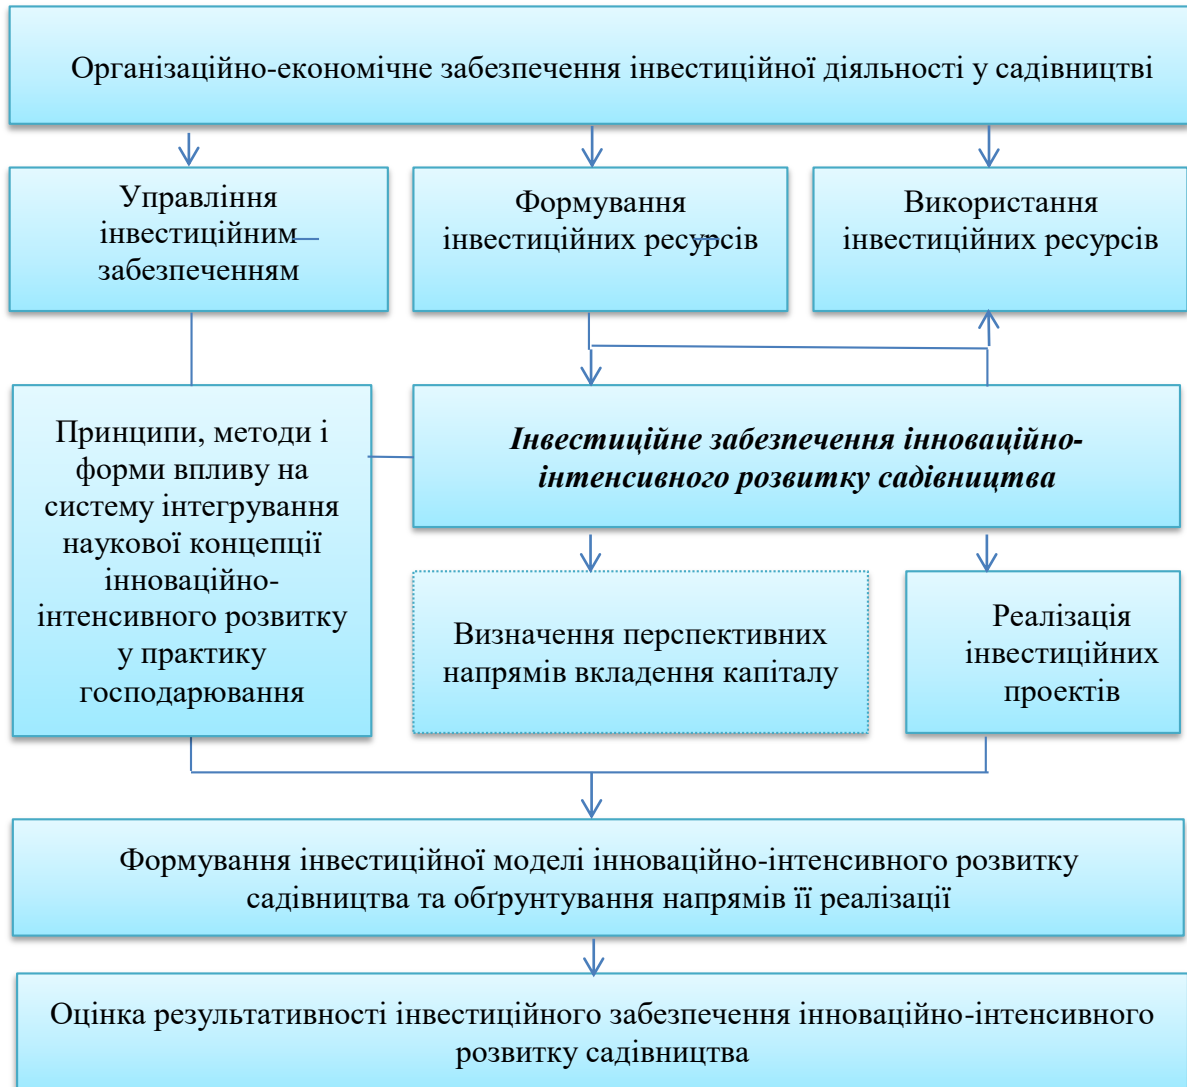 Організаційно-економічне забезпечення інвестиційної діяльності у садівництві
Управління
інвестиційним
забезпеченням
Формування
інвестиційних ресурсів
Використання
інвестиційних ресурсів
Принципи, методи і
форми впливу на
систему інтегрування
наукової концепції
інноваційно-
інтенсивного розвитку
у практику
господарювання
Інвестиційне забезпечення інноваційно-
інтенсивного розвитку садівництва
Визначення перспективних
напрямів вкладення капіталу
Реалізація
інвестиційних
проектів
Формування інвестиційної моделі інноваційно-інтенсивного розвитку
садівництва та обґрунтування напрямів її реалізації
Оцінка результативності інвестиційного забезпечення інноваційно-інтенсивного
розвитку садівництва